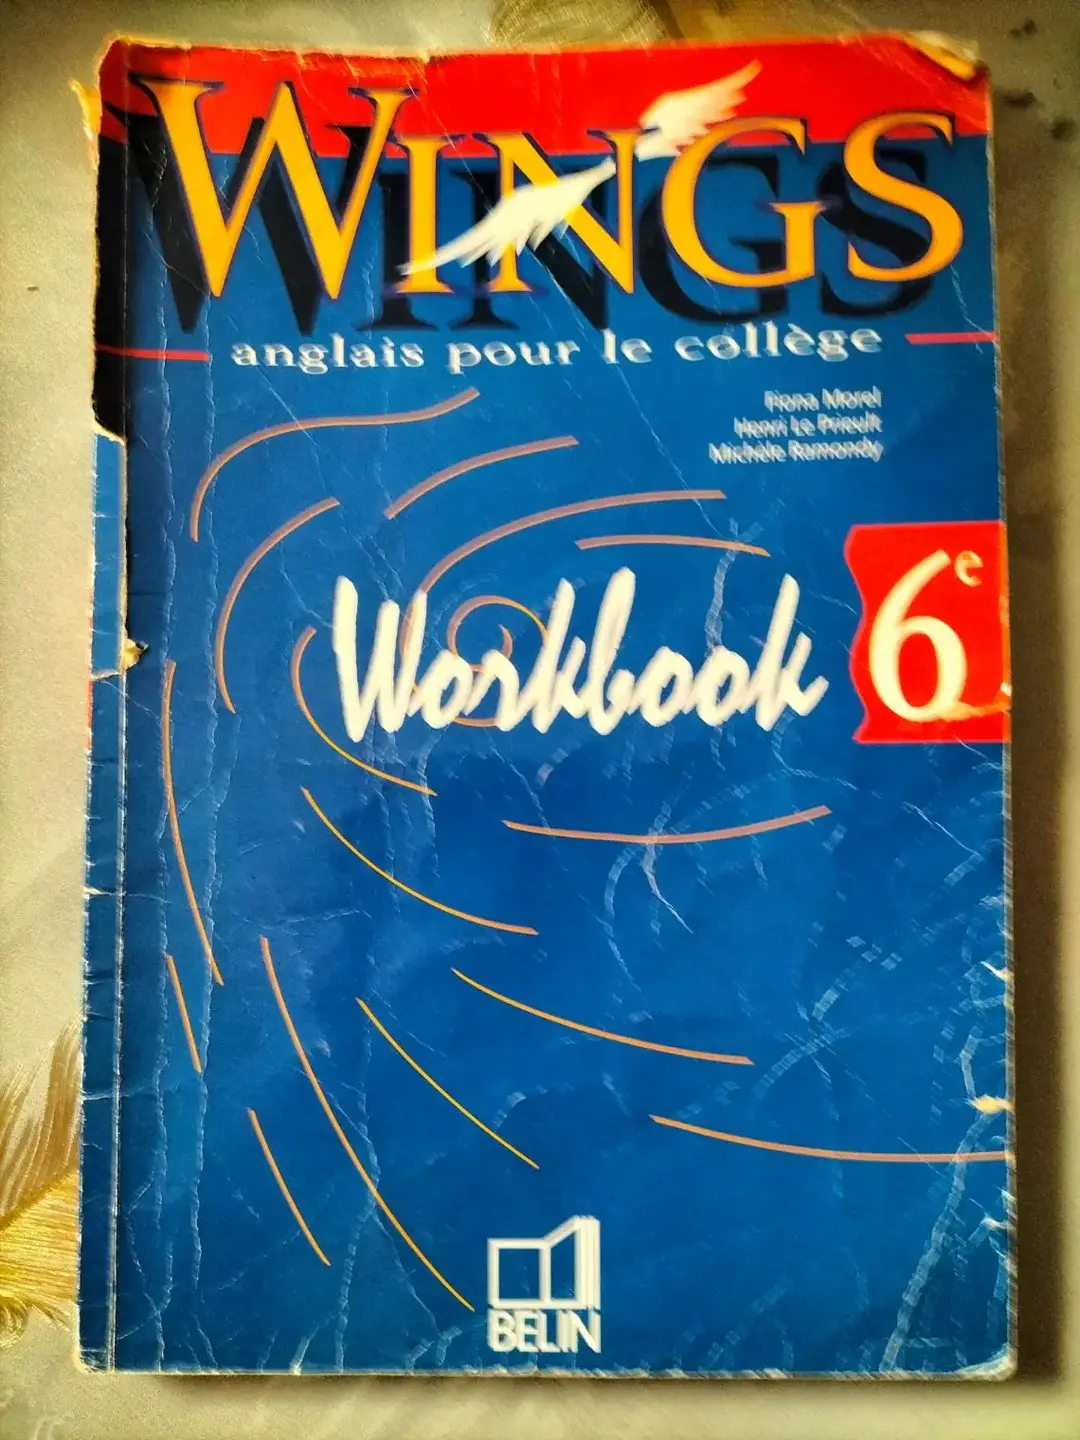 WINGS
anglais pour le collège
Fiona Morel
Henri Le Prieult
Michèle Ramondy
Workbook
6e
BELIN